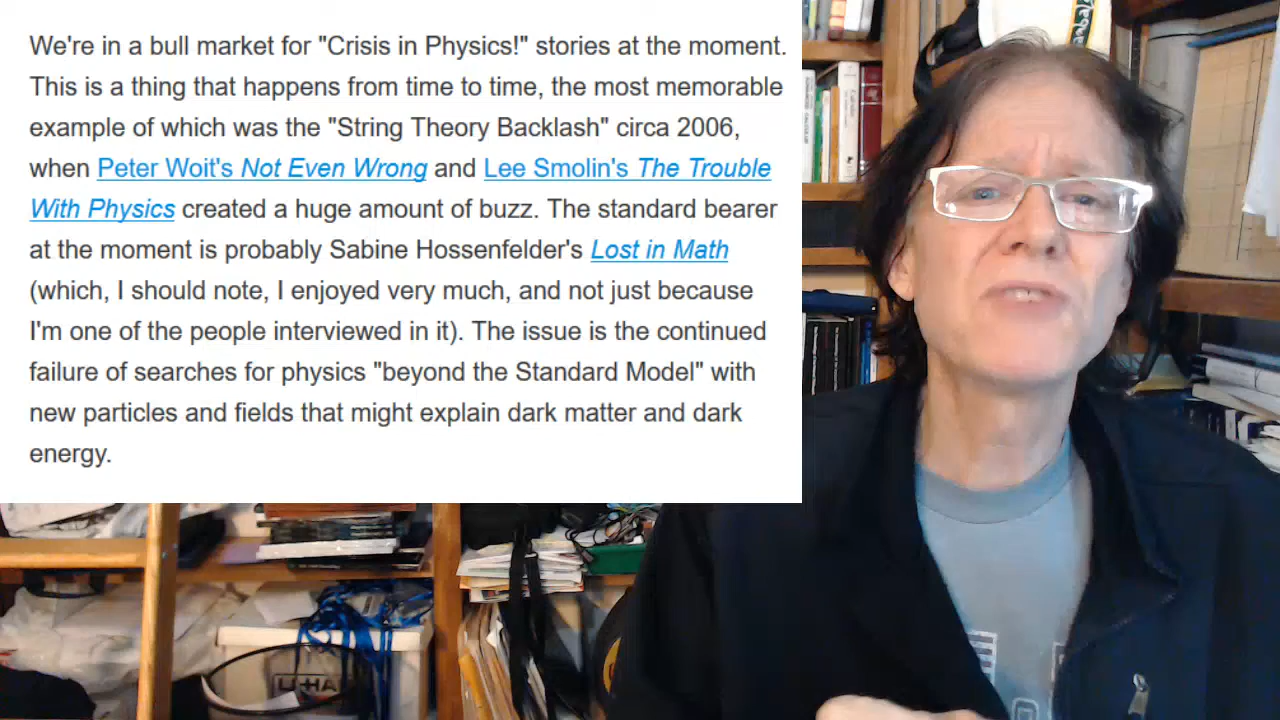 We're in a bull market for "Crisis in Physics!" stories at the moment.
This is a thing that happens from time to time, the most memorable
example of which was the "String Theory Backlash" circa 2006,
when Peter Woit's Not Even Wrong and Lee Smolin's The Trouble
With Physics created a huge amount of buzz. The standard bearer
at the moment is probably Sabine Hossenfelder's Lost in Math
(which, I should note, I enjoyed very much, and not just because
I'm one of the people interviewed in it). The issue is the continued
failure of searches for physics "beyond the Standard Model" with
new particles and fields that might explain dark matter and dark
energy.